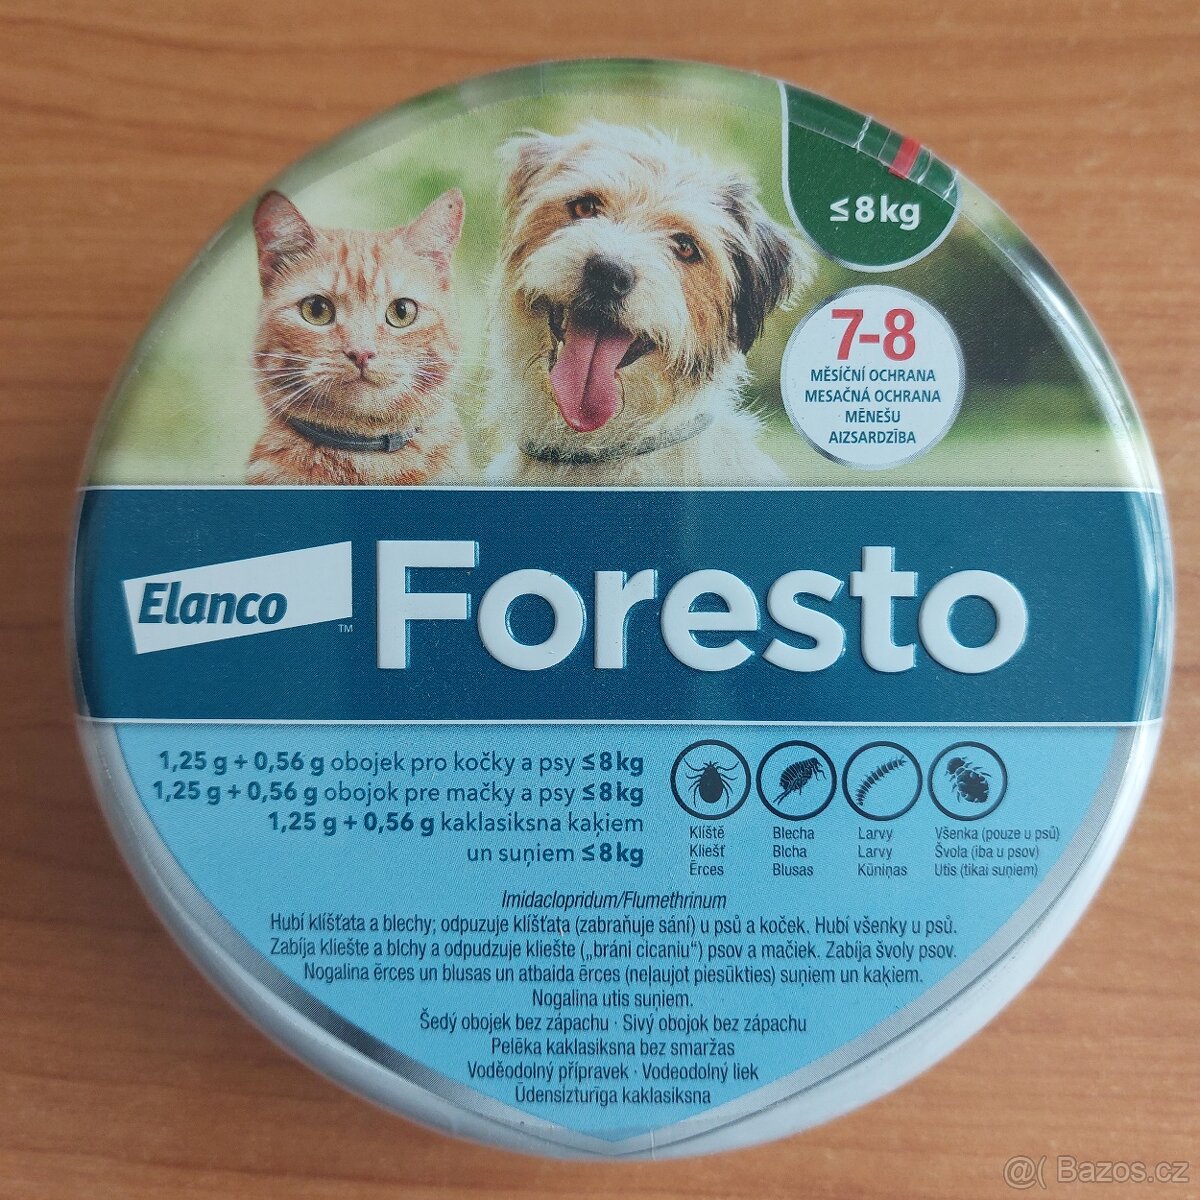 ≤8kg
7-8
MĚSÍČNÍ OCHRANA
MESAČNÁ OCHRANA
MĒNEŠU
AIZSARDZĪBA
Elanco™
Foresto
1,25 g + 0,56 g obojek pro kočky a psy ≤8kg
1,25 g + 0,56 g obojok pre mačky a psy ≤8kg
1,25 g + 0,56 g kaklasiksna kaķiem
un suņiem ≤8kg
Klíště Blecha Larvy Všenka (pouze u psů)
Kliešť Blcha Larvy Švola (iba u psov)
Ērces Blusas Kūniņas Utis (tikai suņiem)
Imidaclopridum/Flumethrinum
Hubí klíšťata a blechy; odpuzuje klíšťata (zabraňuje sání) u psů a koček. Hubí všenky u psů.
Zabíja kliešte a blchy a odpudzuje kliešte („bráni cicaniu") psov a mačiek. Zabíja švoly psov.
Nogalina ērces un blusas un atbaida ērces (neļaujot piesūkties) suņiem un kaķiem.
Nogalina utis suņiem.
Šedý obojek bez zápachu · Sivý obojok bez zápachu
Pelēka kaklasiksna bez smaržas
Voděodolný přípravek · Vodeodolný liek
Ūdensizturīga kaklasiksna
@( Bazos.cz